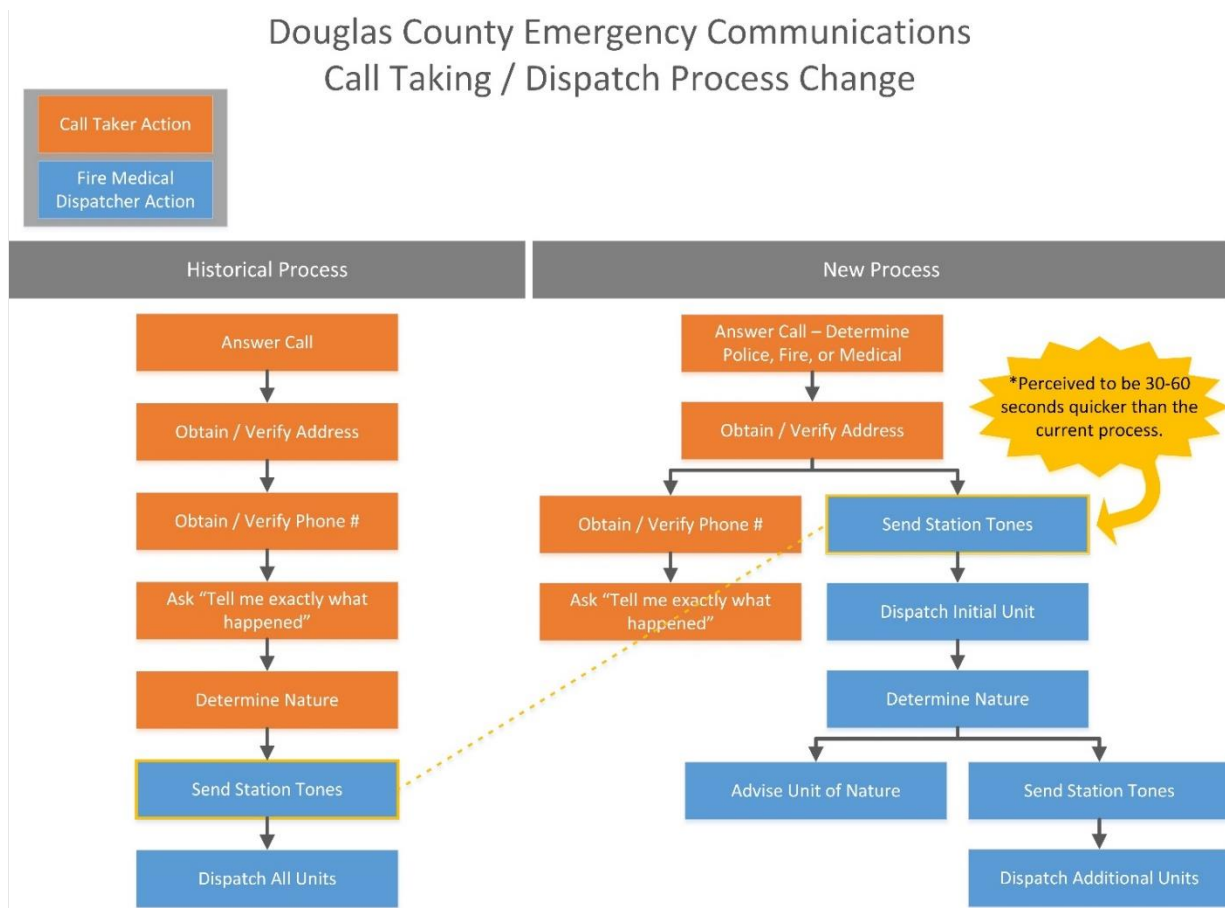 Douglas County Emergency Communications
Call Taking / Dispatch Process Change
Call Taker Action
Fire Medical
Dispatcher Action
Historical Process
Answer Call
Obtain / Verify Address
Obtain / Verify Phone #
Ask “Tell me exactly what
happened”
Determine Nature
Send Station Tones
Dispatch All Units
New Process
Answer Call – Determine
Police, Fire, or Medical
*Perceived to be 30-60
seconds quicker than the
current process.
Obtain / Verify Address
Obtain / Verify Phone #
Ask “Tell me exactly what
happened”
Send Station Tones
Dispatch Initial Unit
Determine Nature
Advise Unit of Nature
Send Station Tones
Dispatch Additional Units